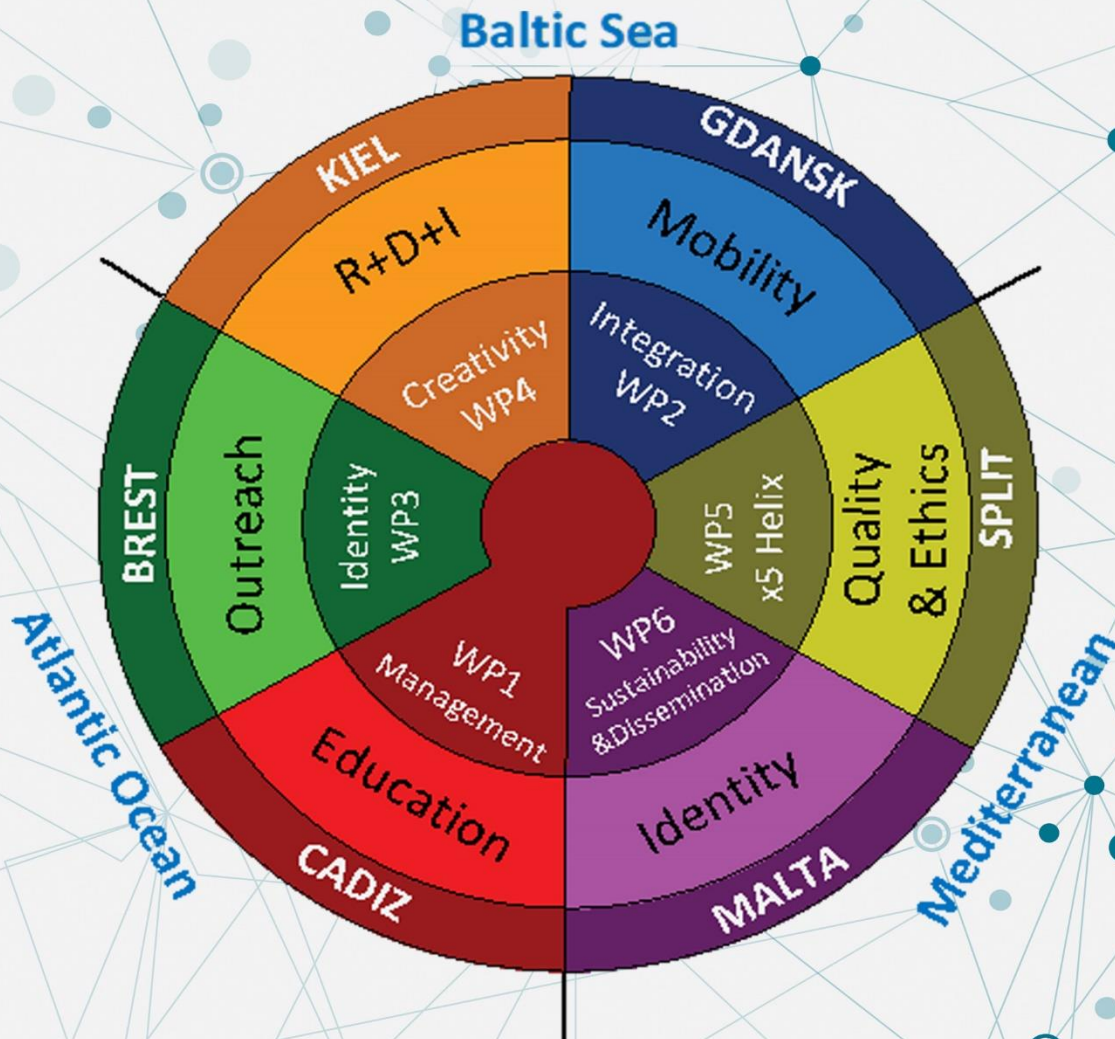 Baltic Sea
KIEL
GDANSK
R+D+I
Mobility
Creativity
WP4
Integration
WP2
BREST
Outreach
Identity
WP3
WP5
x5 Helix
Quality
& Ethics
SPLIT
WP1
Management
WP6
Sustainability
&Dissemination
Education
Identity
CADIZ
MALTA
Atlantic Ocean
Mediterranean